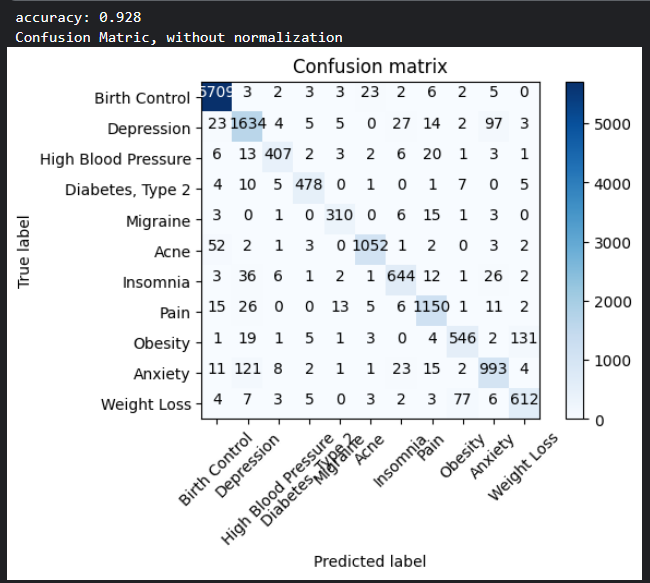 accuracy: 0.928
Confusion Matric, without normalization
Confusion matrix
Birth Control 5709 3 2 3 3 23 2 6 2 5 0
Depression 23 1634 4 5 5 0 27 14 2 97 3
High Blood Pressure 6 13 407 2 3 2 6 20 1 3 1
Diabetes, Type 2 4 10 5 478 0 1 0 1 7 0 5
Migraine 3 0 1 0 310 0 6 15 1 3 0
Acne 52 2 1 3 0 1052 1 2 0 3 2
Insomnia 3 36 6 1 2 1 644 12 1 26 2
Pain 15 26 0 0 13 5 6 1150 1 11 2
Obesity 1 19 1 5 1 3 0 4 546 2 131
Anxiety 11 121 8 2 1 1 23 15 2 993 4
Weight Loss 4 7 3 5 0 3 2 3 77 6 612
True label
5000
4000
3000
2000
1000
0
Birth Control
Depression
High Blood Pressure
Diabetes, Type 2
Migraine
Acne
Insomnia
Pain
Obesity
Anxiety
Weight Loss
Predicted label